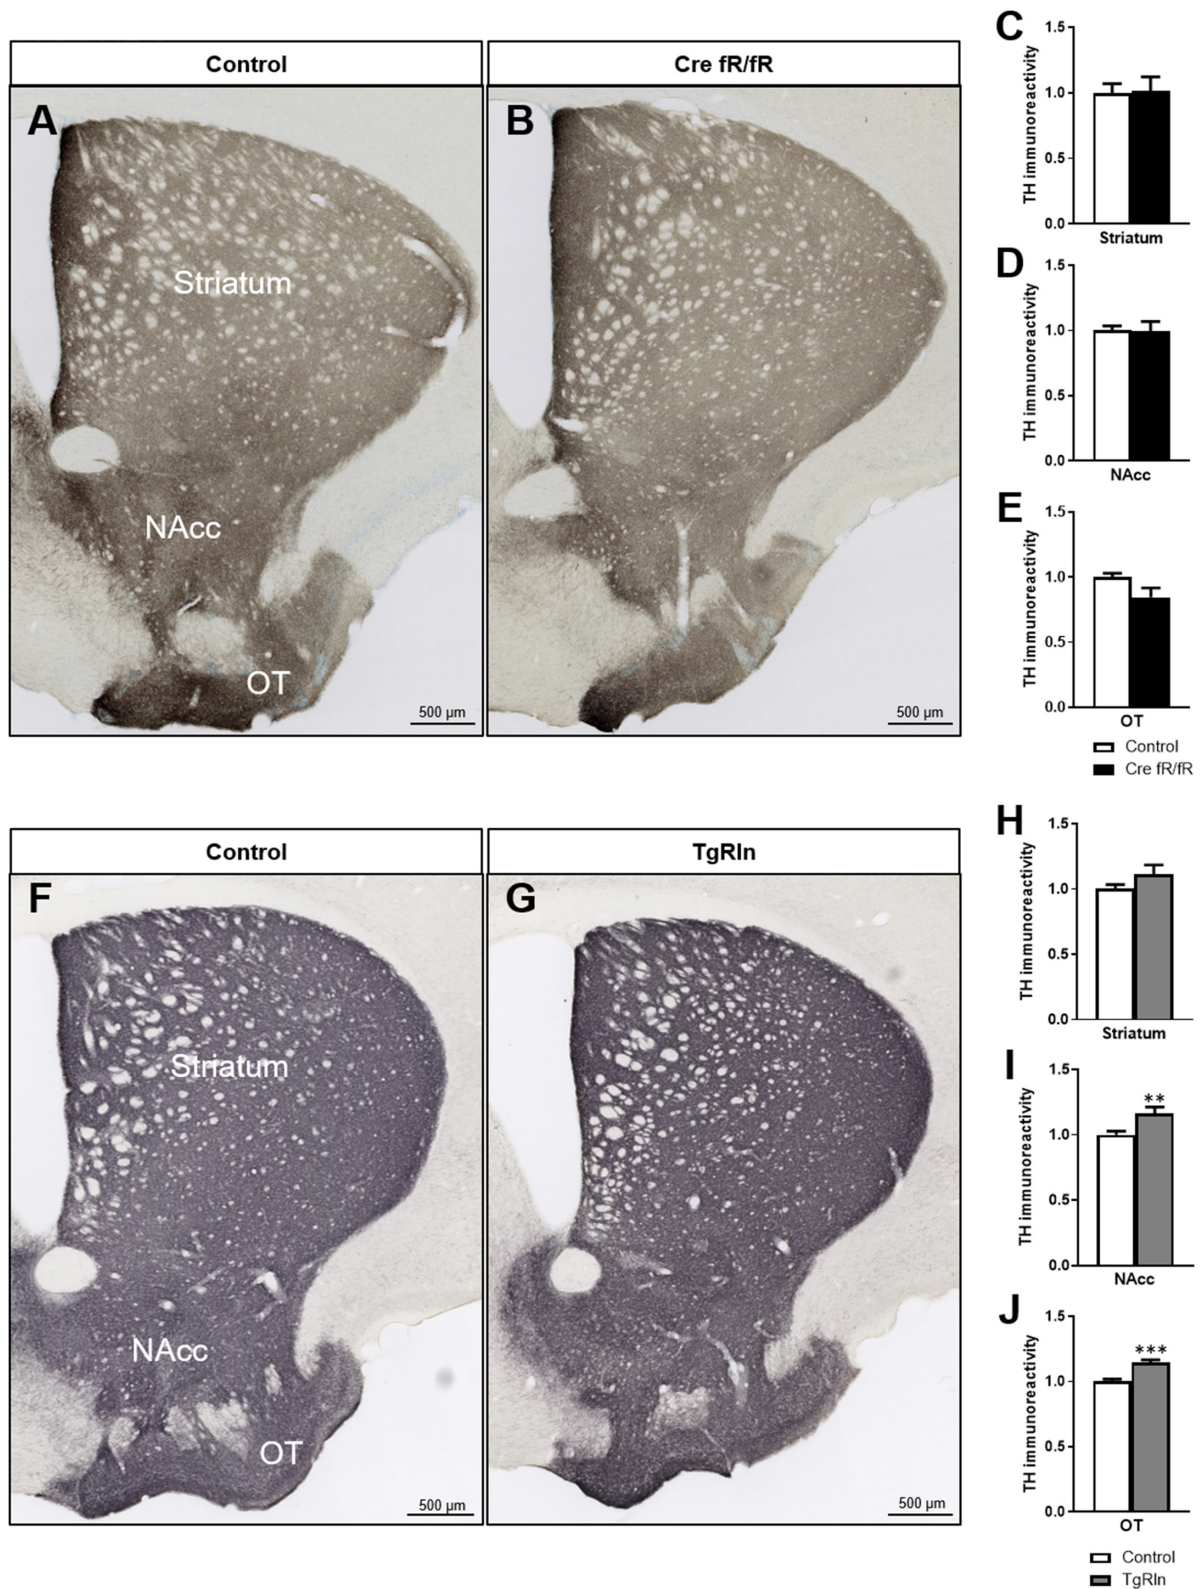 Control
Cre fR/fR
A
Striatum
NAcc
OT
500 µm
B
500 µm
C
TH immunoreactivity
1.5
1.0
0.5
0.0
Striatum
D
TH immunoreactivity
1.5
1.0
0.5
0.0
NAcc
E
TH immunoreactivity
1.5
1.0
0.5
0.0
OT
Control
Cre fR/fR
Control
TgRln
F
Striatum
NAcc
OT
500 µm
G
500 µm
H
TH immunoreactivity
1.5
1.0
0.5
0.0
Striatum
I
TH immunoreactivity
1.5
1.0
0.5
0.0
**
NAcc
J
TH immunoreactivity
1.5
1.0
0.5
0.0
***
OT
Control
TgRln